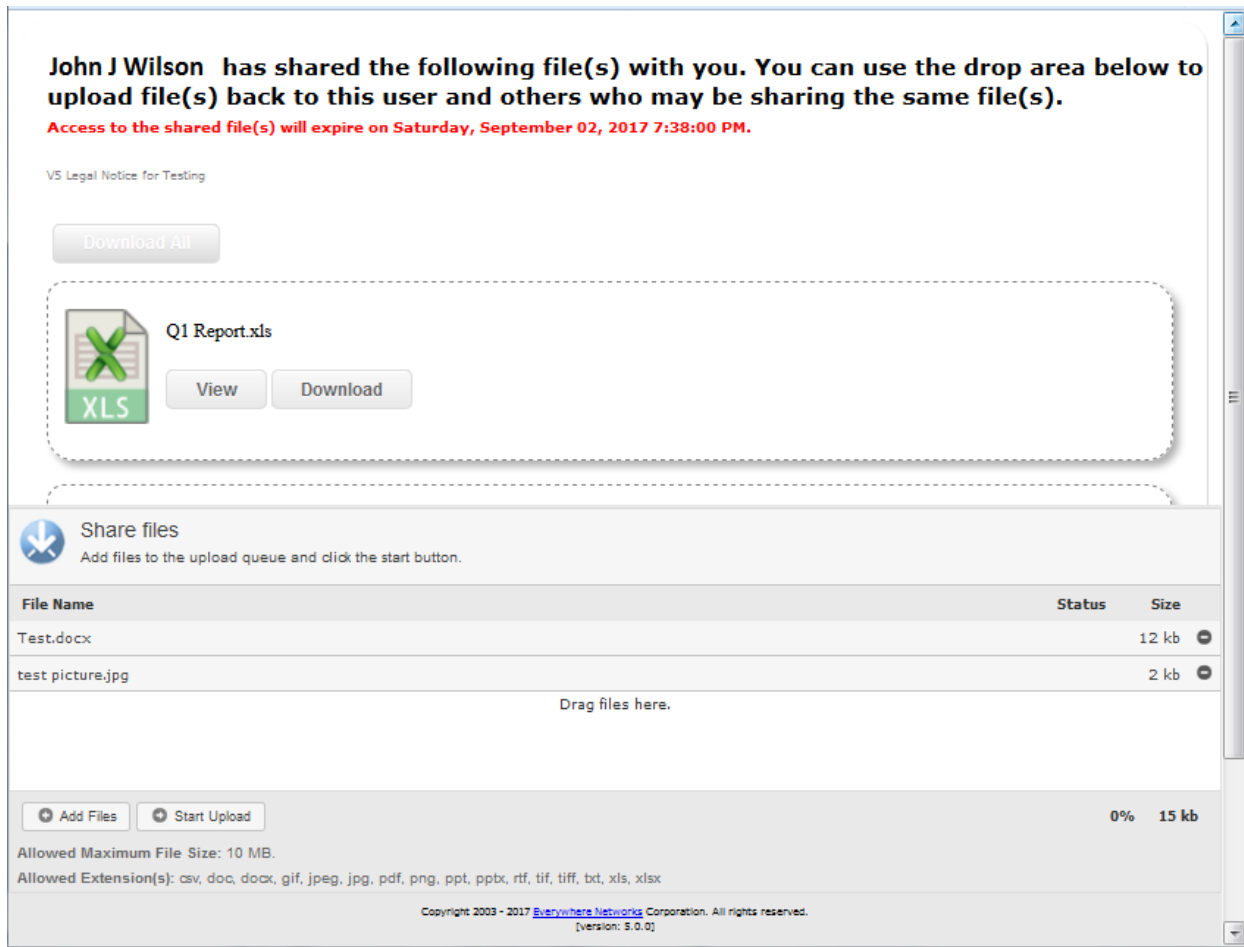 John J Wilson has shared the following file(s) with you. You can use the drop area below to
upload file(s) back to this user and others who may be sharing the same file(s).
Access to the shared file(s) will expire on Saturday, September 02, 2017 7:38:00 PM.
V5 Legal Notice for Testing
Download All
Q1 Report.xls
XLS
View Download
Share files
Add files to the upload queue and click the start button.
File Name Status Size
Test.docx 12 kb
test picture.jpg 2 kb
Drag files here.
Add Files Start Upload 0% 15 kb
Allowed Maximum File Size: 10 MB.
Allowed Extension(s): csv, doc, docx, gif, jpeg, jpg, pdf, png, ppt, pptx, rtf, tif, tiff, txt, xls, xlsx
Copyright 2003 - 2017 Everywhere Networks Corporation. All rights reserved.
[version: 5.0.0]